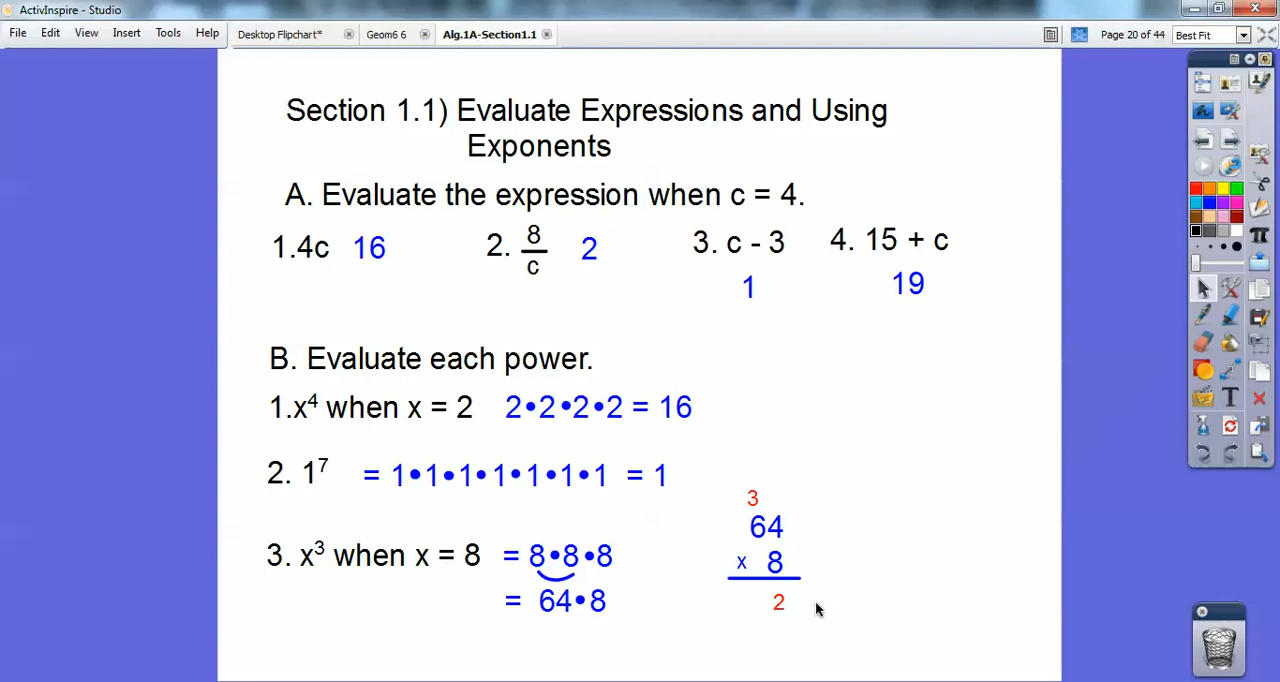 ActivInspire - Studio
File Edit View Insert Tools Help Desktop Flipchart* Geom6 6 Alg.1A-Section1.1 Page 20 of 44 Best Fit
Section 1.1) Evaluate Expressions and Using
Exponents
A. Evaluate the expression when c = 4.
1.4c 16 2. 8/c 2 3. c - 3 4. 15 + c
1 19
B. Evaluate each power.
1.x⁴ when x = 2 2•2•2•2 = 16
2. 1⁷ = 1•1•1•1•1•1•1 = 1
3
64
3. x³ when x = 8 = 8•8•8 x 8
= 64•8 2